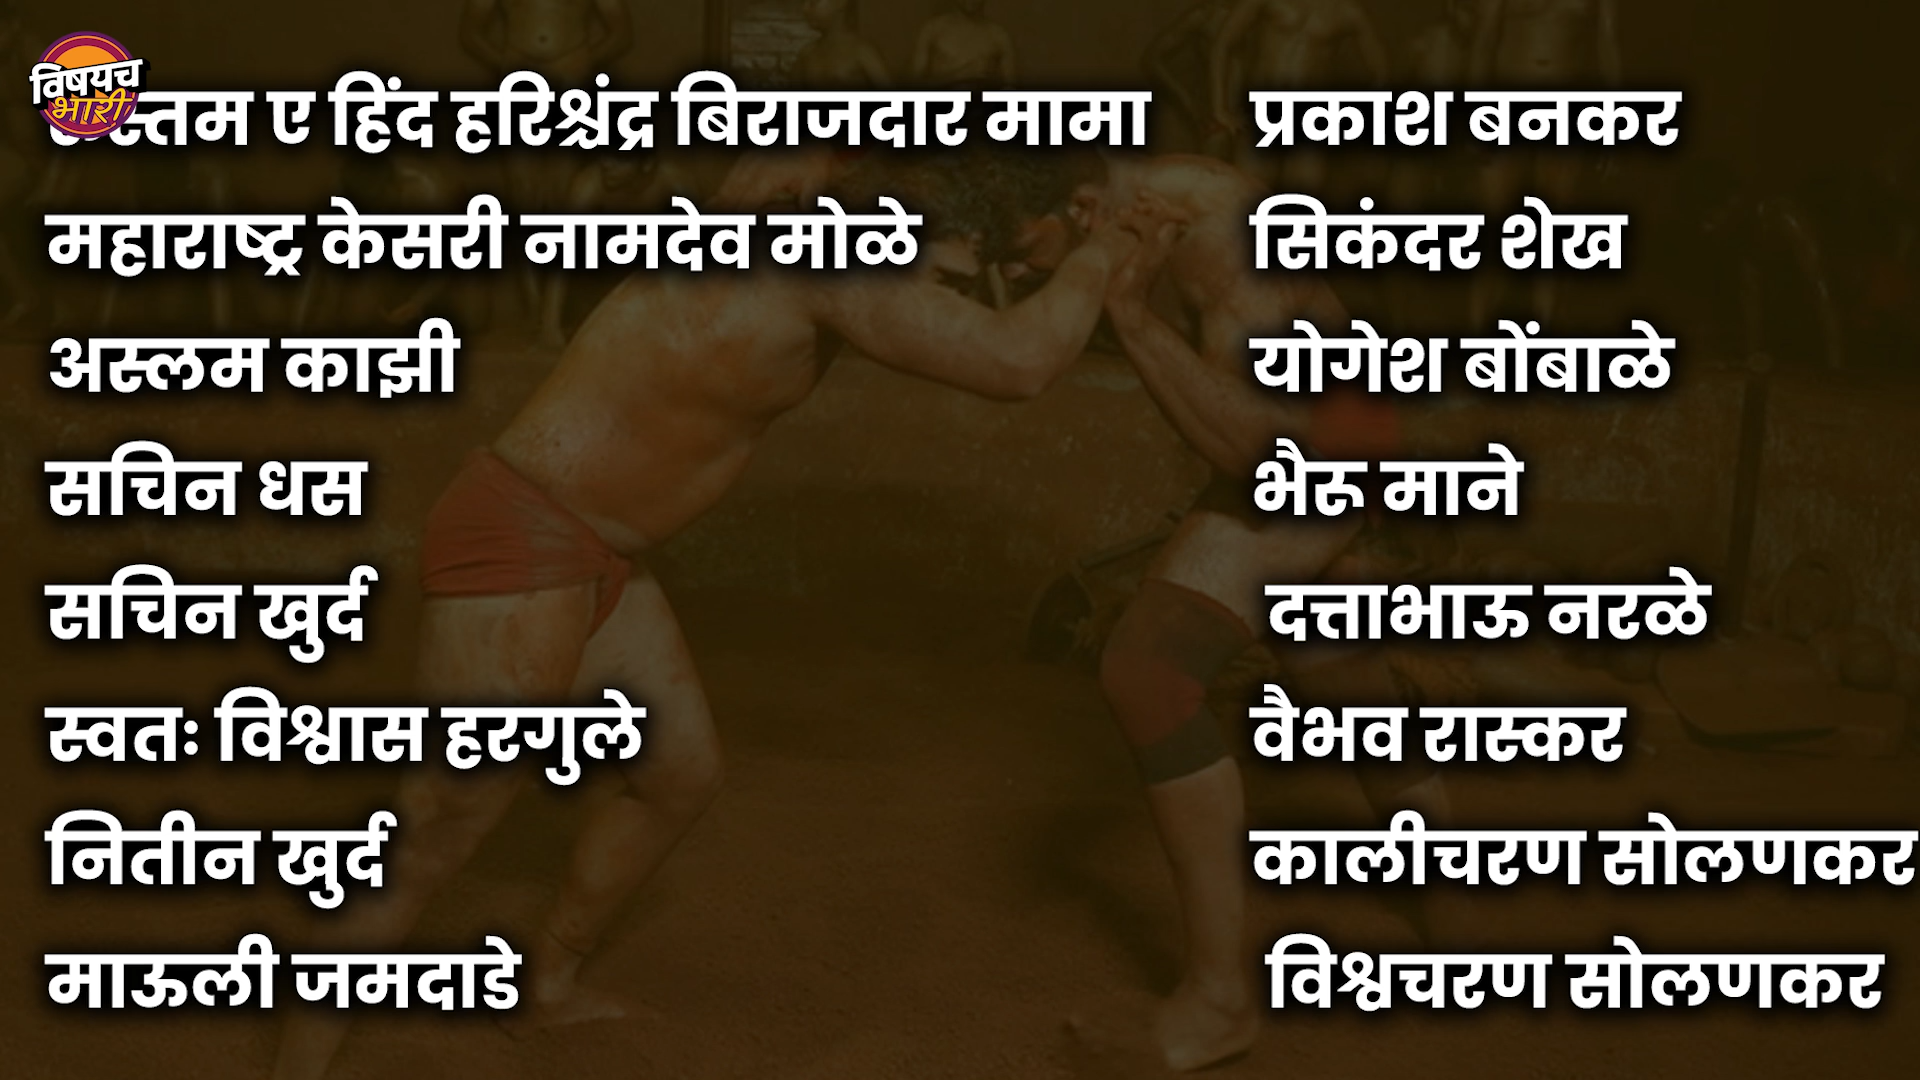 विषयच
भारी
ए हिंद हरिश्चंद्र बिराजदार मामा
महाराष्ट्र केसरी नामदेव मोळे
अस्लम काझी
सचिन धस
सचिन खुर्द
स्वतः विश्वास हरगुले
नितीन खुर्द
माऊली जमदाडे
प्रकाश बनकर
सिकंदर शेख
योगेश बोंबाळे
भैरू माने
दत्ताभाऊ नरळे
वैभव रास्कर
कालीचरण सोलणकर
विश्वचरण सोलणकर